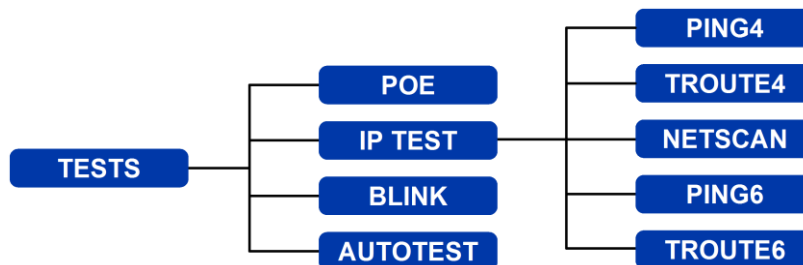 TESTS
POE
IP TEST
BLINK
AUTOTEST
PING4
TROUTE4
NETSCAN
PING6
TROUTE6